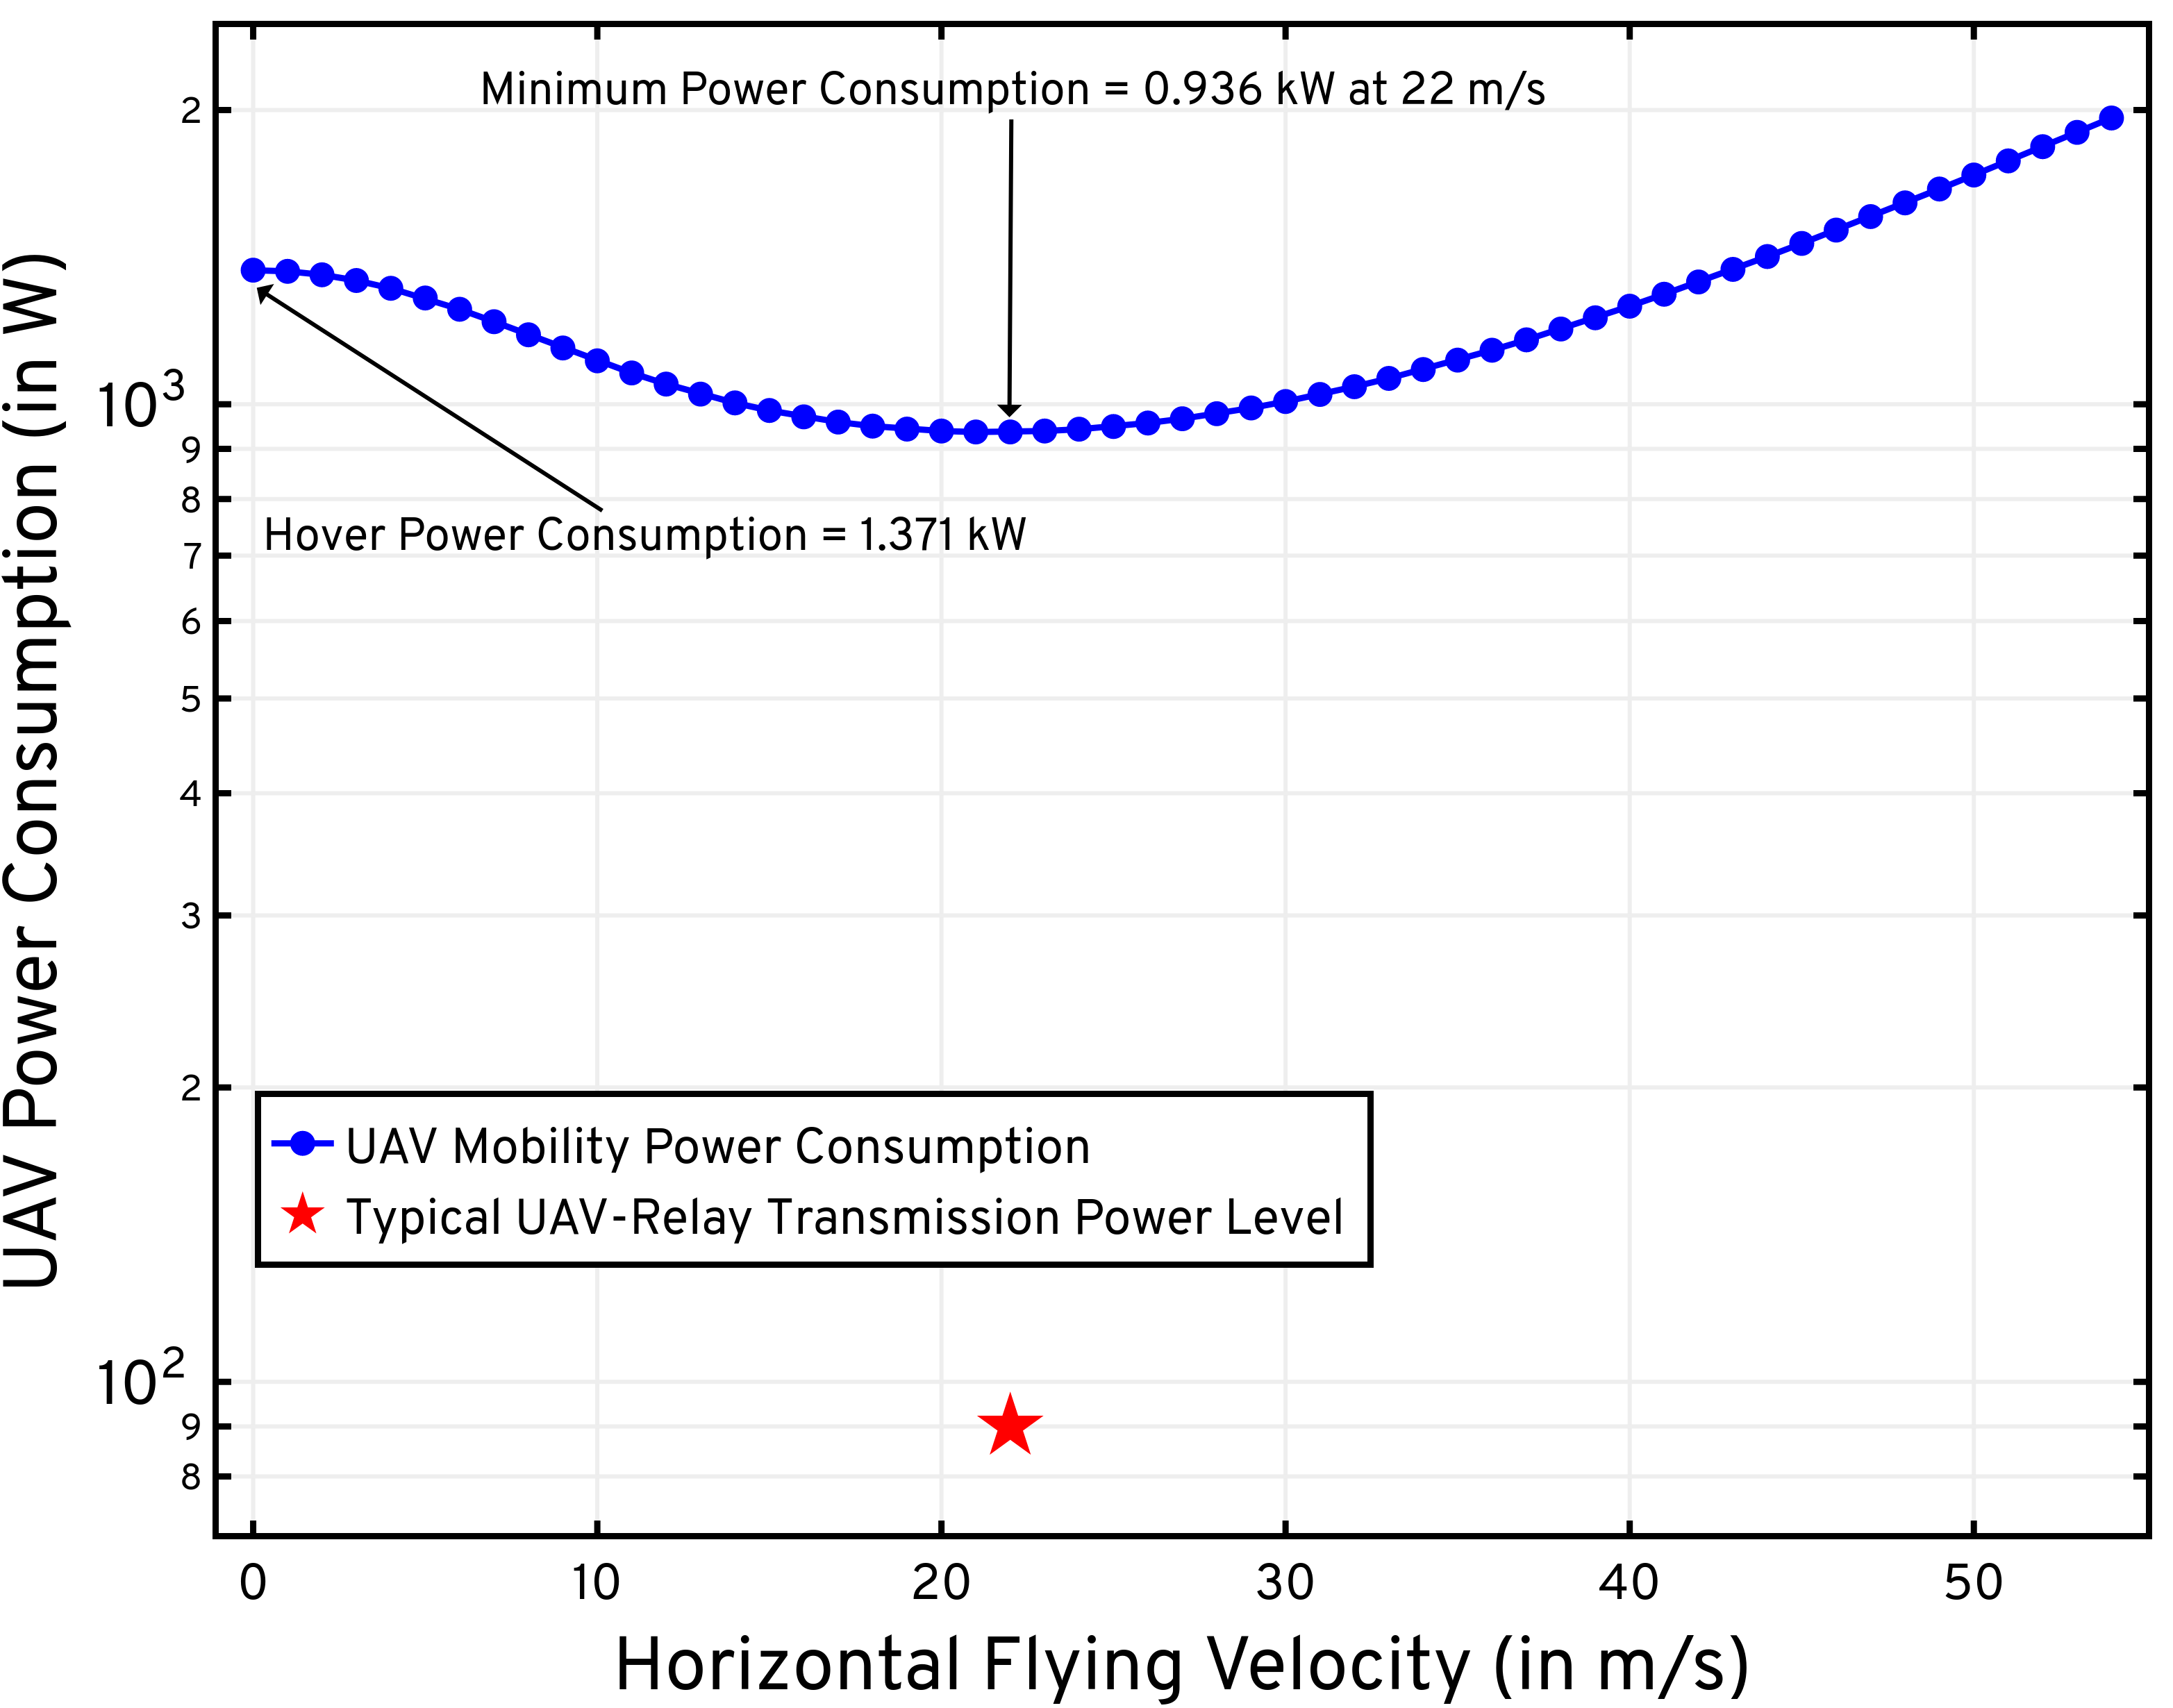 Minimum Power Consumption = 0.936 kW at 22 m/s
Hover Power Consumption = 1.371 kW
UAV Power Consumption (in W)
2
10³
9
8
7
6
5
4
3
2
10²
9
8
UAV Mobility Power Consumption
Typical UAV-Relay Transmission Power Level
0 10 20 30 40 50
Horizontal Flying Velocity (in m/s)